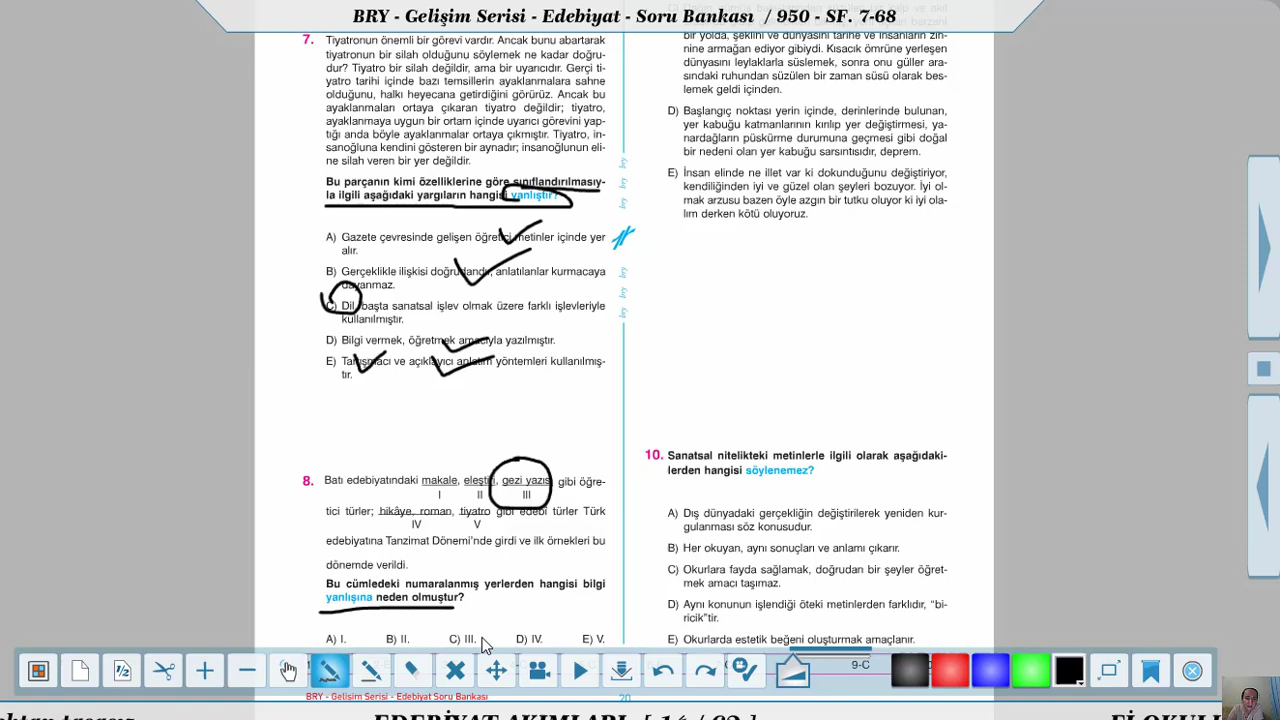 BRY - Gelişim Serisi - Edebiyat - Soru Bankası / 950 - SF. 7-68
7. Tiyatronun önemli bir görevi vardır. Ancak bunu abartarak
tiyatronun bir silah olduğunu söylemek ne kadar doğru-
dur? Tiyatro bir silah değildir, ama bir uyarıcıdır. Gerçi ti-
yatro tarihi içinde bazı temsillerin ayaklanmalara sahne
olduğunu, halkı heyecana getirdiğini görürüz. Ancak bu
ayaklanmaları ortaya çıkaran tiyatro değildir; tiyatro,
ayaklanmaya uygun bir ortam içinde uyarıcı görevini yap-
tığı anda böyle ayaklanmalar ortaya çıkmıştır. Tiyatro, in-
sanoğluna kendini gösteren bir aynadır; insanoğlunun eli-
ne silah veren bir yer değildir.
Bu parçanın kimi özelliklerine göre sınıflandırılmasıy-
la ilgili aşağıdaki yargıların hangisi yanlıştır?
A) Gazete çevresinde gelişen öğretici metinler içinde yer
alır.
B) Gerçeklikle ilişkisi doğrudandır, anlatılanlar kurmacaya
dayanmaz.
C) Dil, başta sanatsal işlev olmak üzere farklı işlevleriyle
kullanılmıştır.
D) Bilgi vermek, öğretmek amacıyla yazılmıştır.
E) Tartışmacı ve açıklayıcı anlatım yöntemleri kullanılmış-
tır.
8. Batı edebiyatındaki makale, eleştiri, gezi yazısı gibi öğre-
I II III
tici türler; hikâye, roman, tiyatro gibi edebî türler Türk
IV V
edebiyatına Tanzimat Dönemi'nde girdi ve ilk örnekleri bu
dönemde verildi.
Bu cümledeki numaralanmış yerlerden hangisi bilgi
yanlışına neden olmuştur?
A) I. B) II. C) III. D) IV. E) V.
bir yolda, şeklini ve dünyasını tarihe ve insanların zih-
nine armağan ediyor gibiydi. Kısacık ömrüne yerleşen
dünyasını leylaklarla süslemek, sonra onu güller ara-
sındaki ruhundan süzülen bir zaman süsü olarak bes-
lemek geldi içinden.
D) Başlangıç noktası yerin içinde, derinlerinde bulunan,
yer kabuğu katmanlarının kırılıp yer değiştirmesi, ya-
nardağların püskürme durumuna geçmesi gibi doğal
bir nedeni olan yer kabuğu sarsıntısıdır, deprem.
E) İnsan elinde ne illet var ki dokunduğunu değiştiriyor,
kendiliğinden iyi ve güzel olan şeyleri bozuyor. İyi ol-
mak arzusu bazen öyle azgın bir tutku oluyor ki iyi ola-
lım derken kötü oluyoruz.
10. Sanatsal nitelikteki metinlerle ilgili olarak aşağıdaki-
lerden hangisi söylenemez?
A) Dış dünyadaki gerçekliğin değiştirilerek yeniden kur-
gulanması söz konusudur.
B) Her okuyan, aynı sonuçları ve anlamı çıkarır.
C) Okurlara fayda sağlamak, doğrudan bir şeyler öğret-
mek amacı taşımaz.
D) Aynı konunun işlendiği öteki metinlerden farklıdır, "bi-
ricik"tir.
E) Okurlarda estetik beğeni oluşturmak amaçlanır.
bry bry bry
bry bry bry
9-C
BRY - Gelişim Serisi - Edebiyat Soru Bankası
20
EDEBİYAT AKIMLARI [ 14 / 62 ]